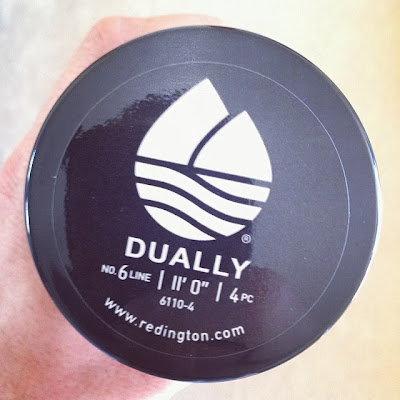 ®
DUALLY
NO. 6 LINE | 11' 0" | 4 PC
6110-4
www.redington.com